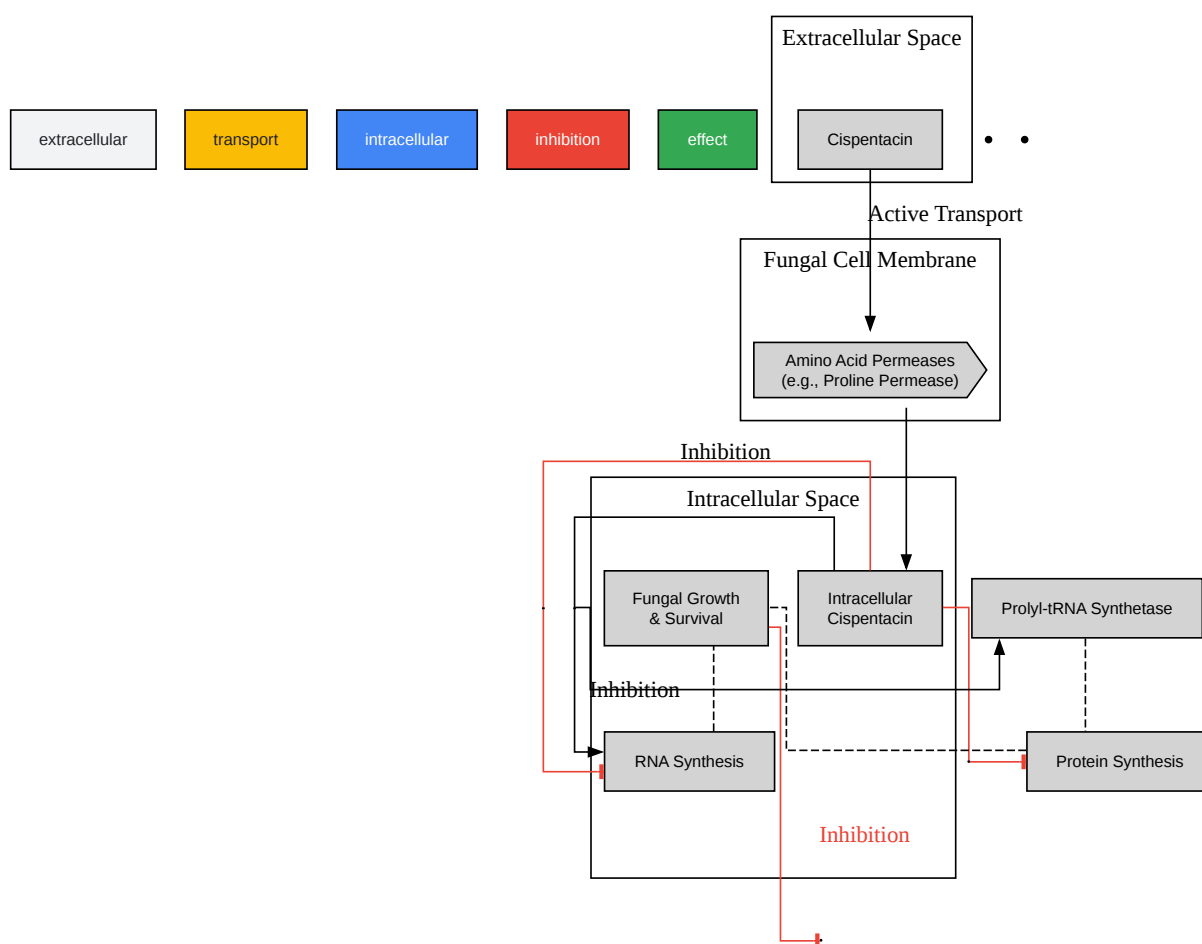 Extracellular Space
extracellular
transport
intracellular
inhibition
effect
Cispentacin
Active Transport
Fungal Cell Membrane
Amino Acid Permeases
(e.g., Proline Permease)
Inhibition
Intracellular Space
Fungal Growth
& Survival
Intracellular
Cispentacin
Prolyl-tRNA Synthetase
Inhibition
RNA Synthesis
Protein Synthesis
Inhibition